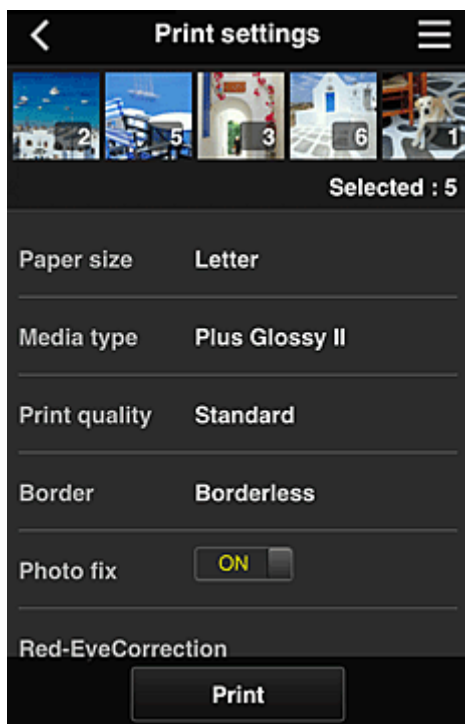 Print settings
2 5 3 6 1
Selected : 5
Paper size Letter
Media type Plus Glossy II
Print quality Standard
Border Borderless
Photo fix ON
Red-EyeCorrection
Print